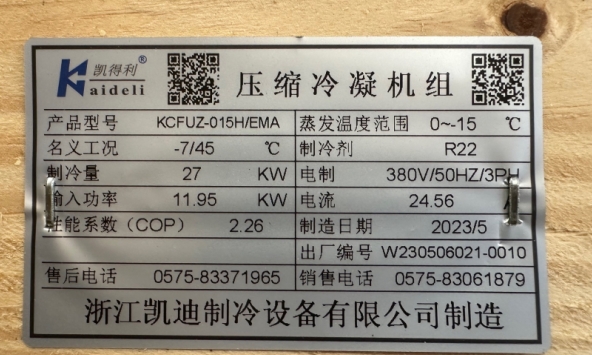 凯得利®
Kaideli
压缩冷凝机组
产品型号 KCFUZ-015H/EMA 蒸发温度范围 0~-15 ℃
名义工况 -7/45 ℃ 制冷剂 R22
制冷量 27 KW 电制 380V/50HZ/3PH
输入功率 11.95 KW 电流 24.56
性能系数(COP) 2.26 制造日期 2023/5
出厂编号 W230506021-0010
售后电话 0575-83371965 销售电话 0575-83061879
浙江凯迪制冷设备有限公司制造